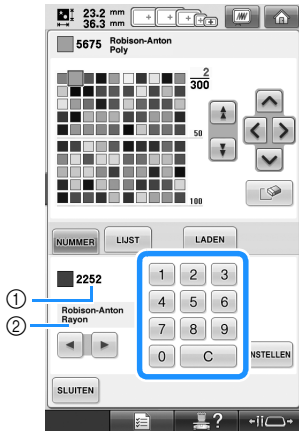 23.2 mm
36.3 mm
5675 Robison-Anton
Poly
2
300
50
100
NUMMER LIJST LADEN
① 2252
② Robison-Anton
Rayon
1 2 3
4 5 6
7 8 9
0 C
NSTELLEN
SLUITEN
?